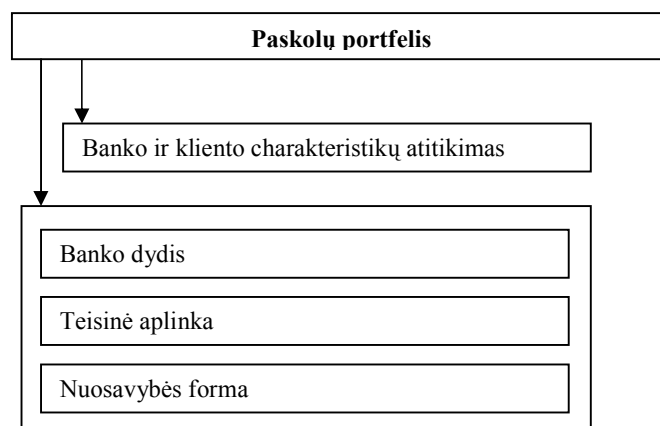 Paskolų portfelis
Banko ir kliento charakteristikų atitikimas
Banko dydis
Teisinė aplinka
Nuosavybės forma